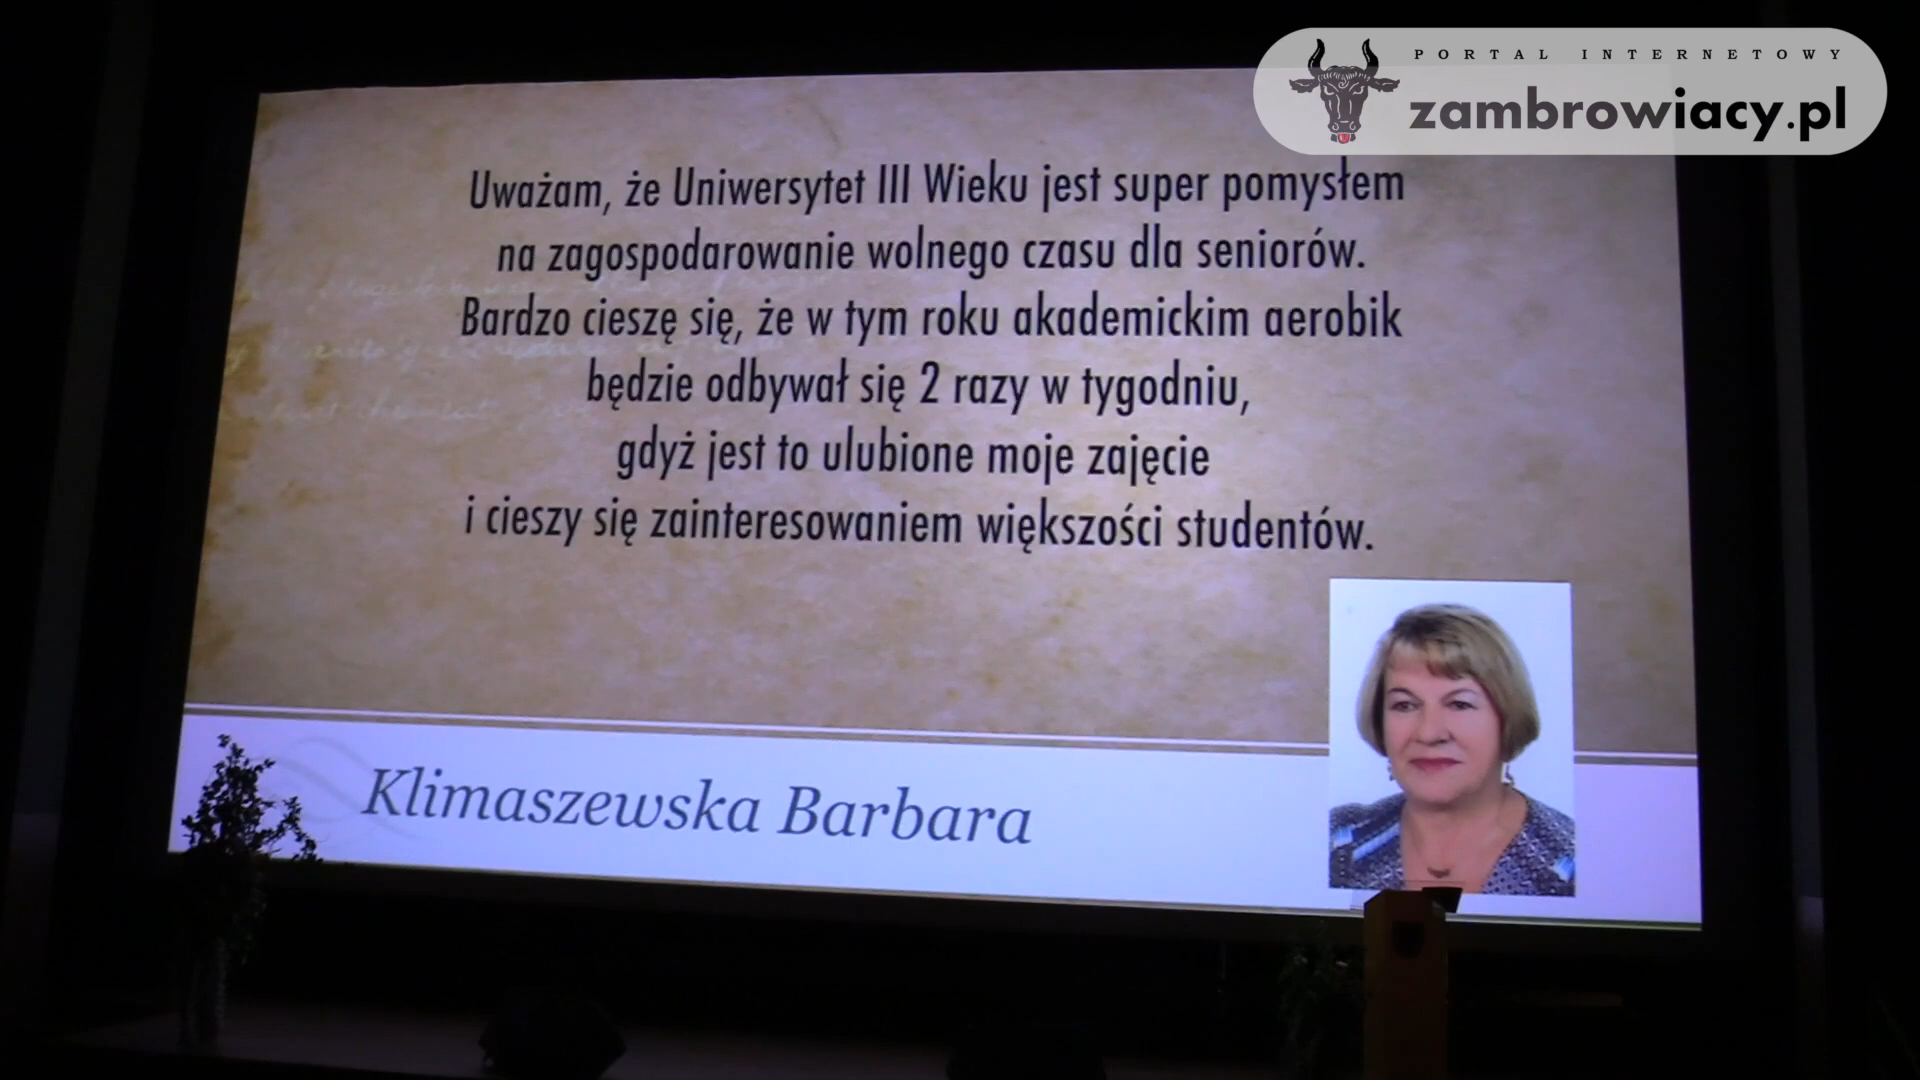 PORTAL INTERNETOWY
zambrowiacy.pl
Uważam, że Uniwersytet III Wieku jest super pomysłem
na zagospodarowanie wolnego czasu dla seniorów.
Bardzo cieszę się, że w tym roku akademickim aerobik
będzie odbywał się 2 razy w tygodniu,
gdyż jest to ulubione moje zajęcie
i cieszy się zainteresowaniem większości studentów.
Klimaszewska Barbara